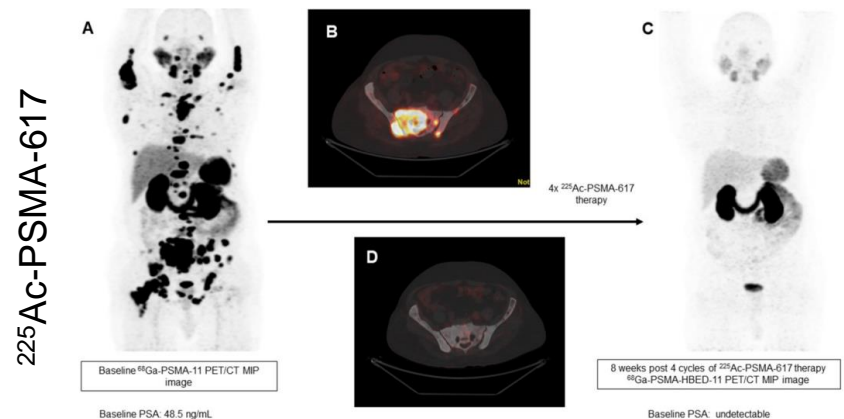 ²²⁵Ac-PSMA-617
A
B
C
Not
4x ²²⁵Ac-PSMA-617
therapy
D
Baseline ⁶⁸Ga-PSMA-11 PET/CT MIP
image
Baseline PSA: 48.5 ng/mL
8 weeks post 4 cycles of ²²⁵Ac-PSMA-617 therapy
⁶⁸Ga-PSMA-HBED-11 PET/CT MIP image
Baseline PSA: undetectable